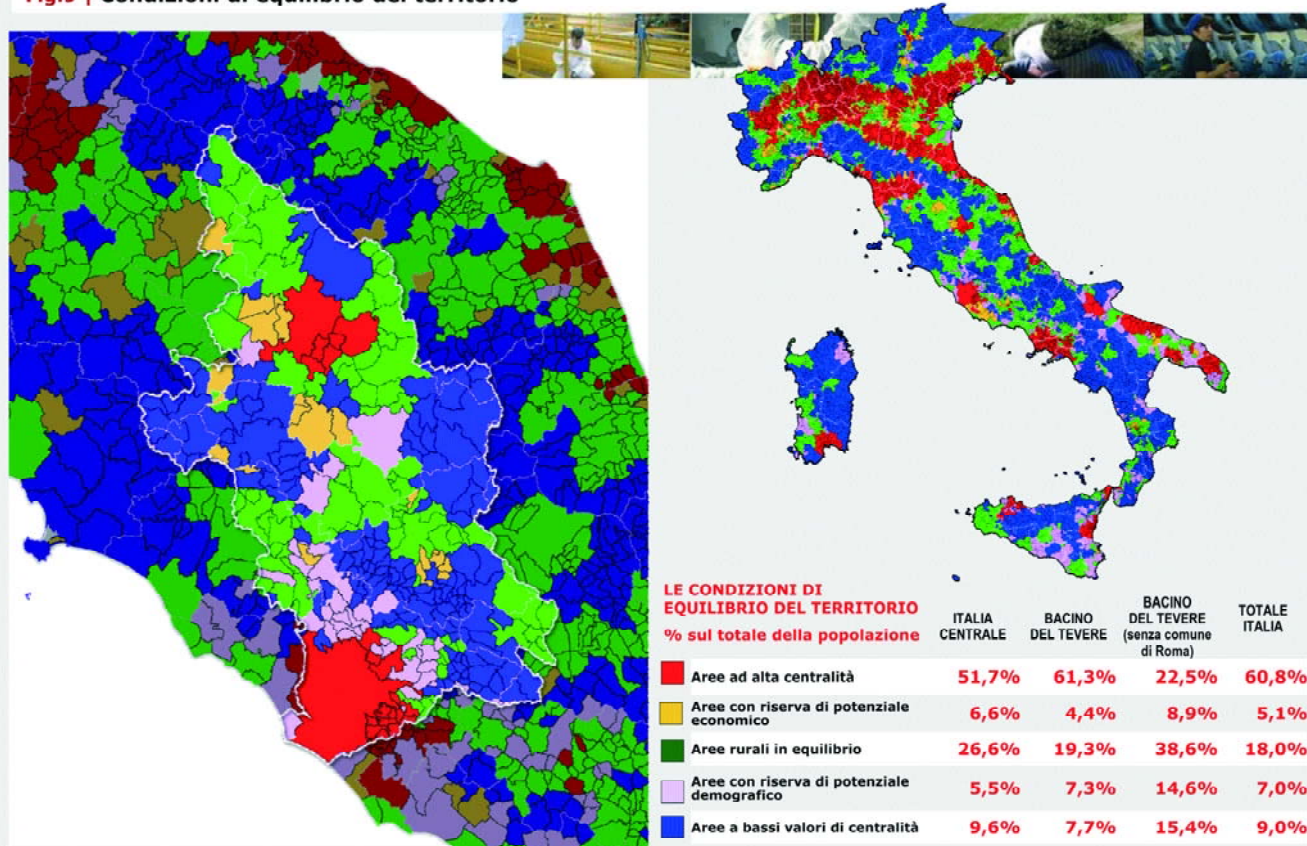 Fig.9 | Condizioni di equilibrio del territorio
LE CONDIZIONI DI
EQUILIBRIO DEL TERRITORIO
% sul totale della popolazione
ITALIA
CENTRALE
BACINO
DEL TEVERE
BACINO
DEL TEVERE
(senza comune
di Roma)
TOTALE
ITALIA
Aree ad alta centralità 51,7% 61,3% 22,5% 60,8%
Aree con riserva di potenziale
economico 6,6% 4,4% 8,9% 5,1%
Aree rurali in equilibrio 26,6% 19,3% 38,6% 18,0%
Aree con riserva di potenziale
demografico 5,5% 7,3% 14,6% 7,0%
Aree a bassi valori di centralità 9,6% 7,7% 15,4% 9,0%